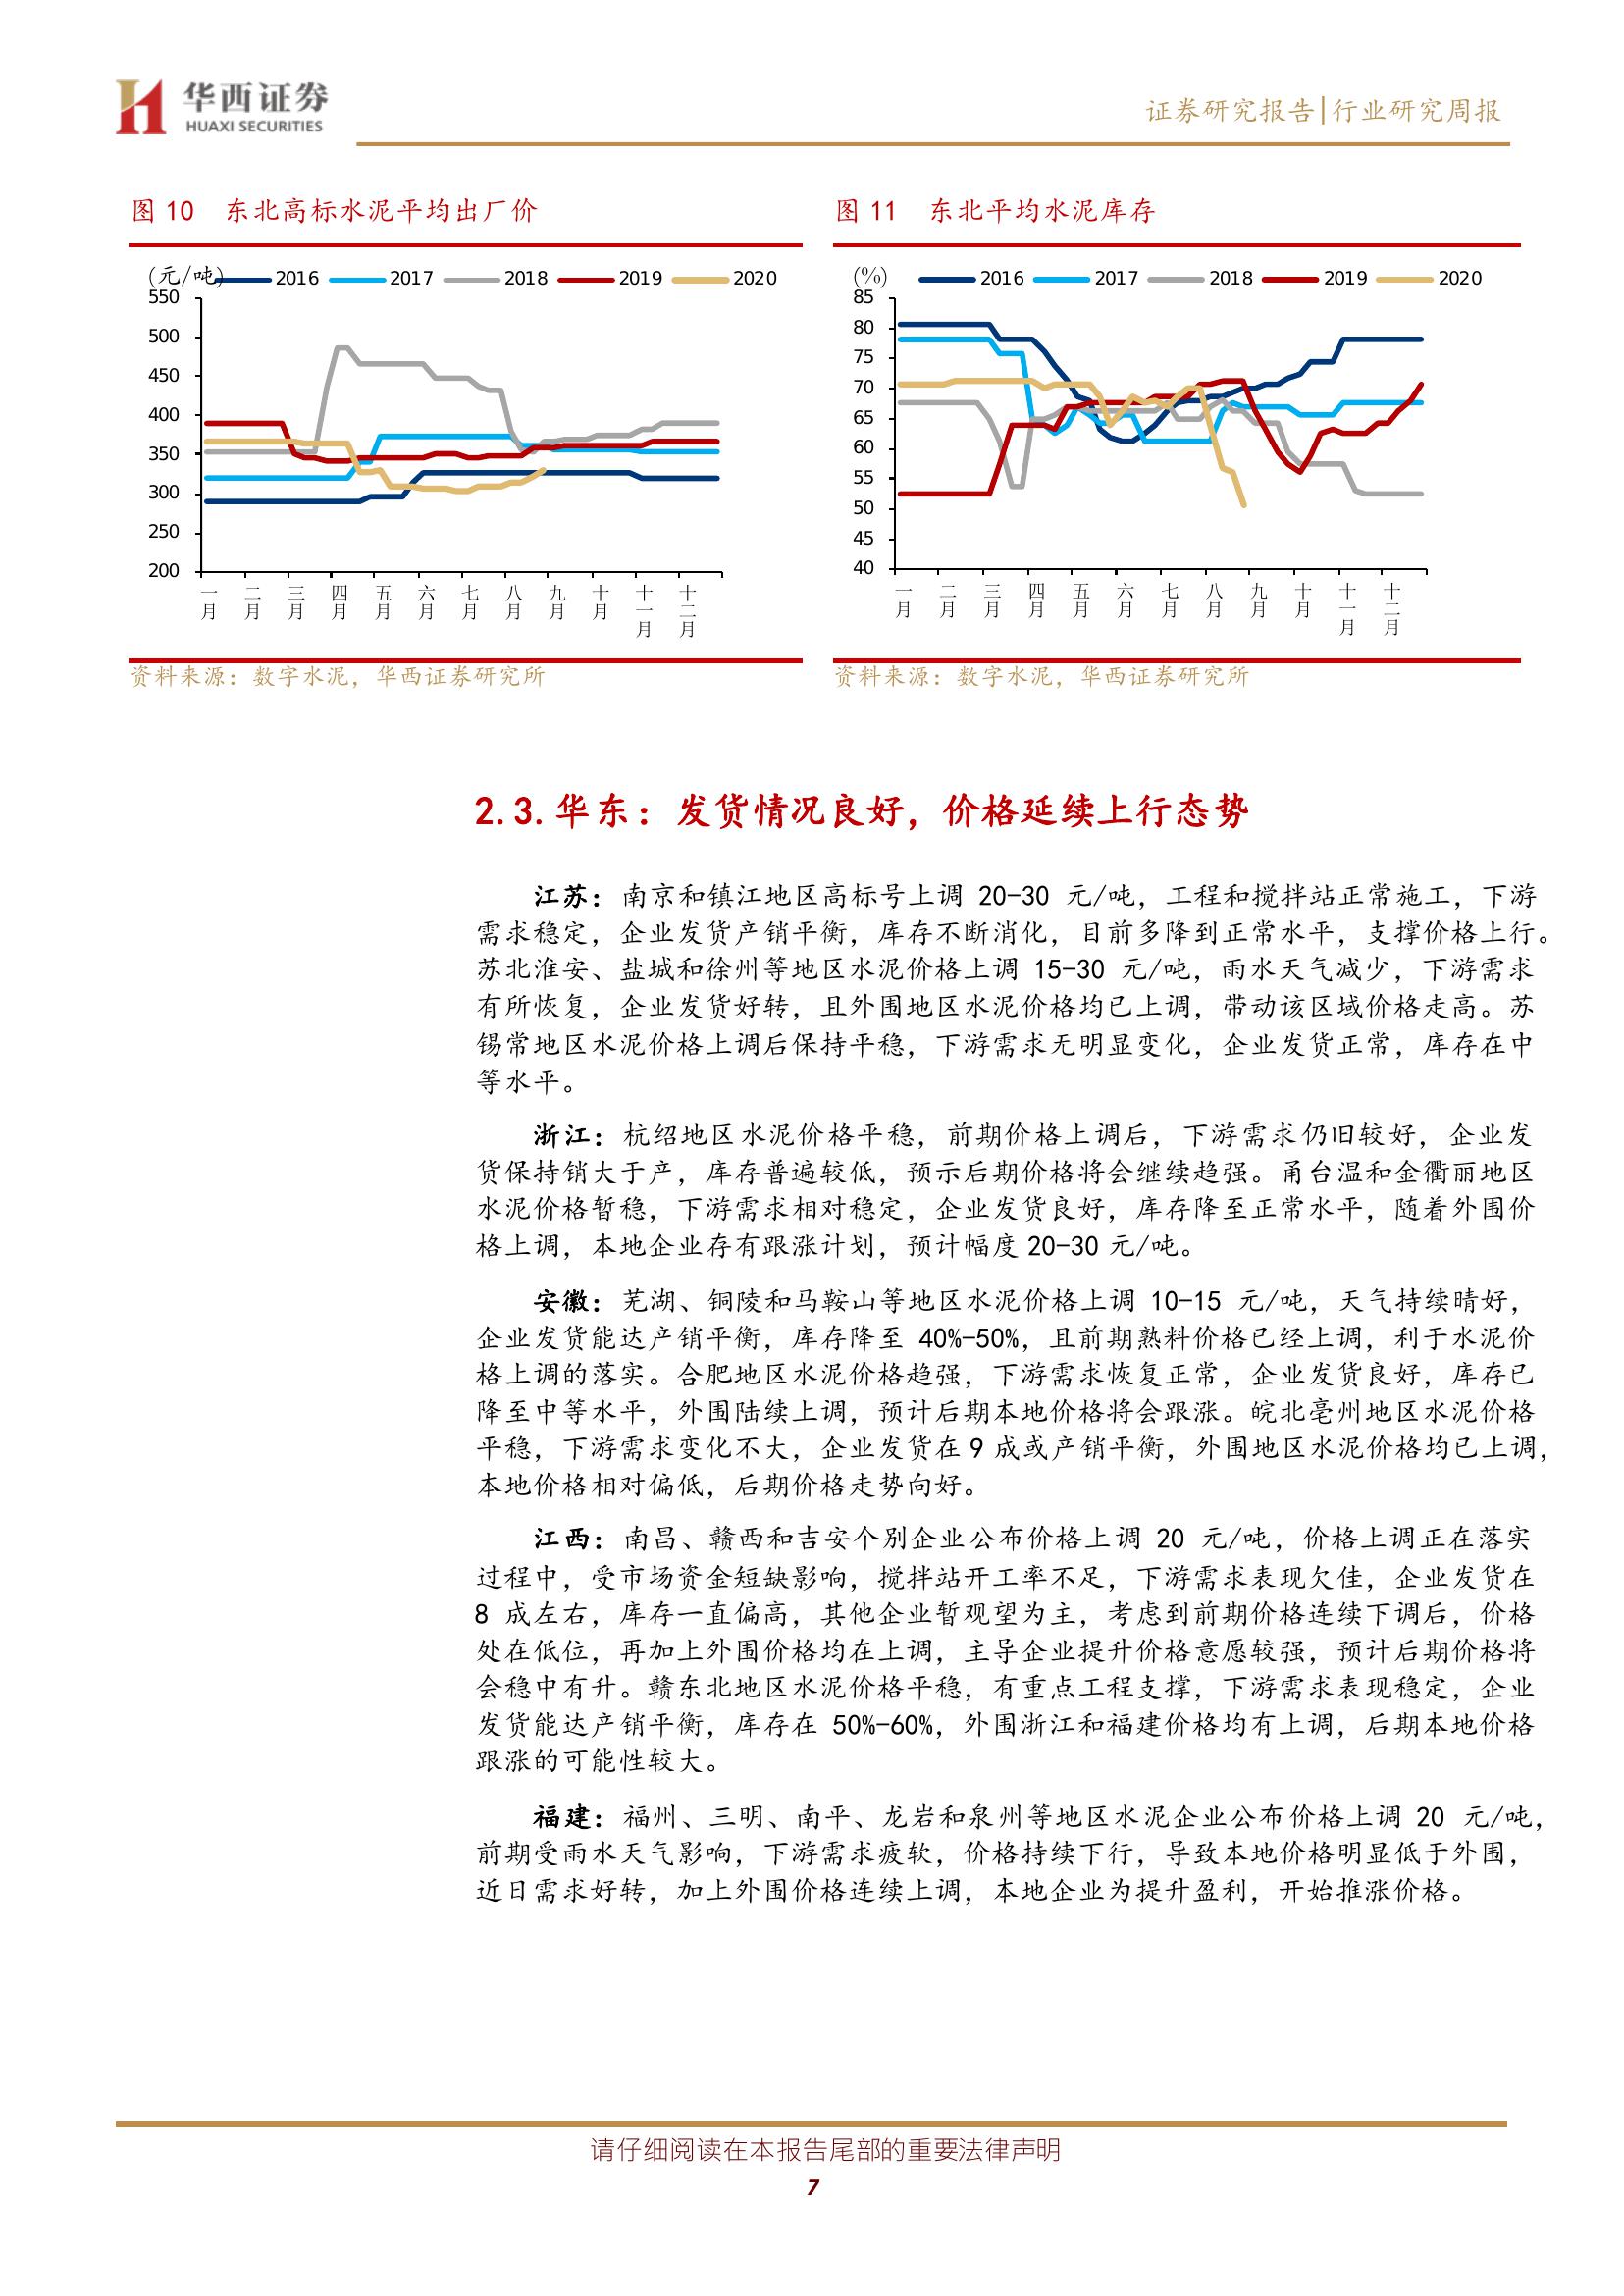 华西证券
HUAXI SECURITIES
证券研究报告|行业研究周报
图 10 东北高标水泥平均出厂价
(元/吨) 2016 2017 2018 2019 2020
550
500
450
400
350
300
250
200
一月 二月 三月 四月 五月 六月 七月 八月 九月 十月 十一月 十二月
资料来源：数字水泥，华西证券研究所
图 11 东北平均水泥库存
(%) 2016 2017 2018 2019 2020
85
80
75
70
65
60
55
50
45
40
一月 二月 三月 四月 五月 六月 七月 八月 九月 十月 十一月 十二月
资料来源：数字水泥，华西证券研究所
2.3.华东：发货情况良好，价格延续上行态势
江苏：南京和镇江地区高标号上调 20-30 元/吨，工程和搅拌站正常施工，下游
需求稳定，企业发货产销平衡，库存不断消化，目前多降到正常水平，支撑价格上行。
苏北淮安、盐城和徐州等地区水泥价格上调 15-30 元/吨，雨水天气减少，下游需求
有所恢复，企业发货好转，且外围地区水泥价格均已上调，带动该区域价格走高。苏
锡常地区水泥价格上调后保持平稳，下游需求无明显变化，企业发货正常，库存在中
等水平。
浙江：杭绍地区水泥价格平稳，前期价格上调后，下游需求仍旧较好，企业发
货保持销大于产，库存普遍较低，预示后期价格将会继续趋强。甬台温和金衢丽地区
水泥价格暂稳，下游需求相对稳定，企业发货良好，库存降至正常水平，随着外围价
格上调，本地企业存有跟涨计划，预计幅度 20-30 元/吨。
安徽：芜湖、铜陵和马鞍山等地区水泥价格上调 10-15 元/吨，天气持续晴好，
企业发货能达产销平衡，库存降至 40%-50%，且前期熟料价格已经上调，利于水泥价
格上调的落实。合肥地区水泥价格趋强，下游需求恢复正常，企业发货良好，库存已
降至中等水平，外围陆续上调，预计后期本地价格将会跟涨。皖北亳州地区水泥价格
平稳，下游需求变化不大，企业发货在 9 成或产销平衡，外围地区水泥价格均已上调，
本地价格相对偏低，后期价格走势向好。
江西：南昌、赣西和吉安个别企业公布价格上调 20 元/吨，价格上调正在落实
过程中，受市场资金短缺影响，搅拌站开工率不足，下游需求表现欠佳，企业发货在
8 成左右，库存一直偏高，其他企业暂观望为主，考虑到前期价格连续下调后，价格
处在低位，再加上外围价格均在上调，主导企业提升价格意愿较强，预计后期价格将
会稳中有升。赣东北地区水泥价格平稳，有重点工程支撑，下游需求表现稳定，企业
发货能达产销平衡，库存在 50%-60%，外围浙江和福建价格均有上调，后期本地价格
跟涨的可能性较大。
福建：福州、三明、南平、龙岩和泉州等地区水泥企业公布价格上调 20 元/吨，
前期受雨水天气影响，下游需求疲软，价格持续下行，导致本地价格明显低于外围，
近日需求好转，加上外围价格连续上调，本地企业为提升盈利，开始推涨价格。
请仔细阅读在本报告尾部的重要法律声明
7